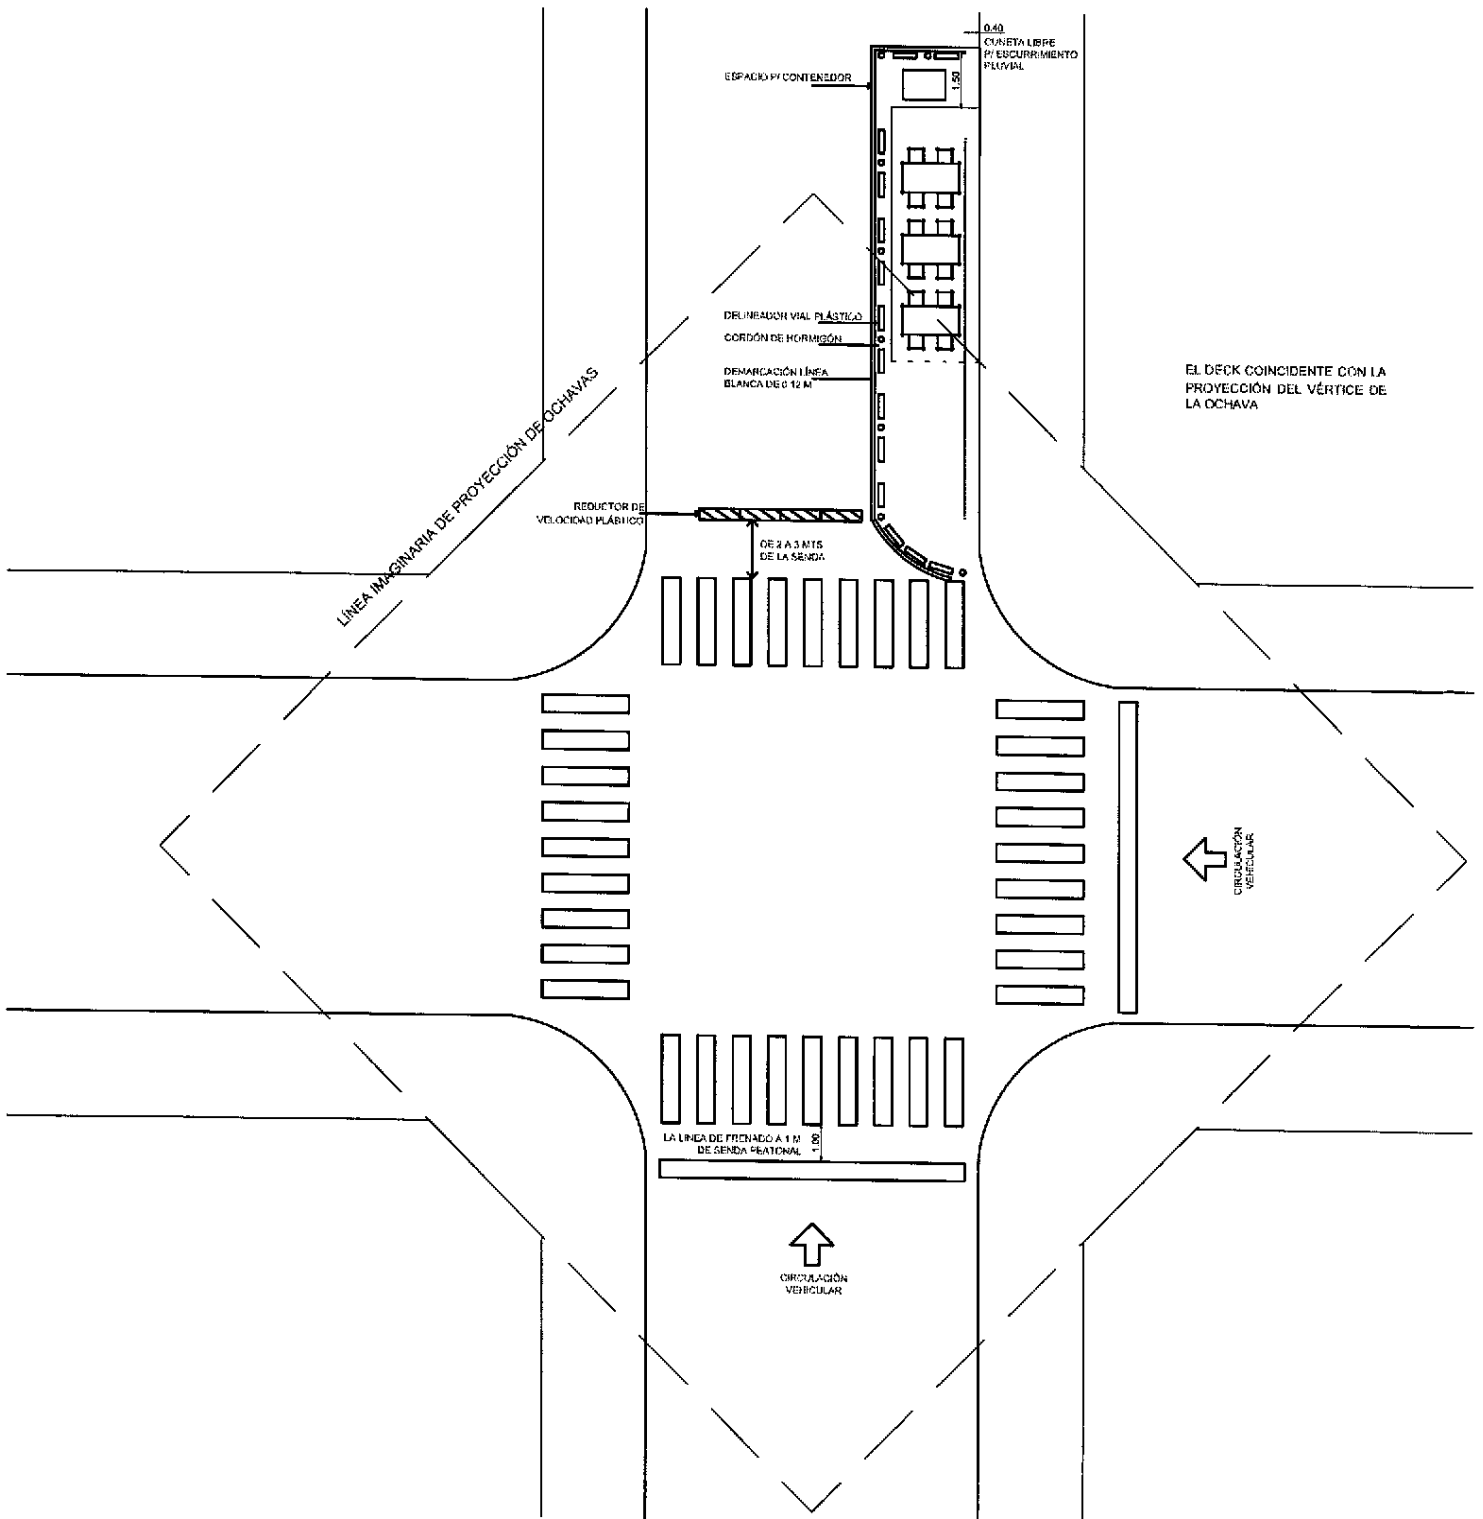 0.40
CUNETA LIBRE
P/ ESCURRIMIENTO
PLUVIAL
ESPACIO P/ CONTENEDOR
1.50
DELINEADOR VIAL PLÁSTICO
CORDÓN DE HORMIGÓN
DEMARCACIÓN LÍNEA
BLANCA DE 0.12 M
EL DECK COINCIDENTE CON LA
PROYECCIÓN DEL VÉRTICE DE
LA OCHAVA
LÍNEA IMAGINARIA DE PROYECCIÓN DE OCHAVAS
REDUCTOR DE
VELOCIDAD PLÁSTICO
DE 2 A 3 MTS
DE LA SENDA
CIRCULACIÓN
VEHICULAR
LA LINEA DE FRENADO A 1 M
DE SENDA PEATONAL
1.00
CIRCULACIÓN
VEHICULAR